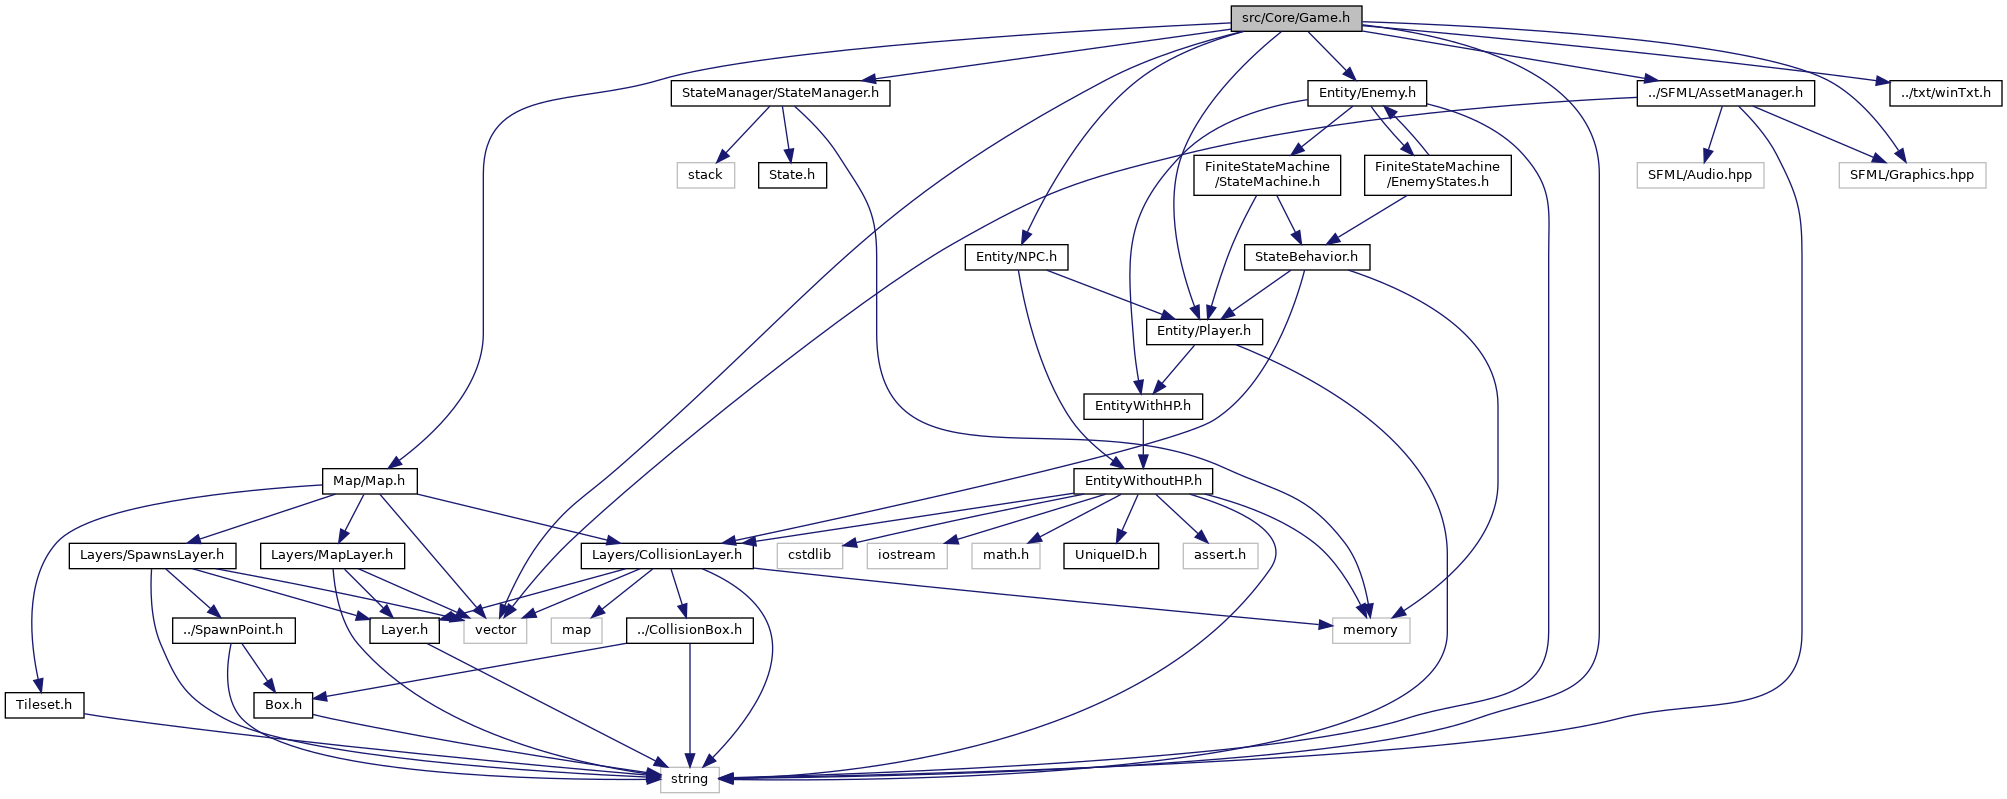 src/Core/Game.h
StateManager/StateManager.h
Entity/Enemy.h
../SFML/AssetManager.h
../txt/winTxt.h
stack
State.h
FiniteStateMachine
/StateMachine.h
FiniteStateMachine
/EnemyStates.h
SFML/Audio.hpp
SFML/Graphics.hpp
Entity/NPC.h
StateBehavior.h
Entity/Player.h
EntityWithHP.h
Map/Map.h
EntityWithoutHP.h
Layers/SpawnsLayer.h
Layers/MapLayer.h
Layers/CollisionLayer.h
cstdlib
iostream
math.h
UniqueID.h
assert.h
../SpawnPoint.h
Layer.h
vector
map
../CollisionBox.h
memory
Tileset.h
Box.h
string